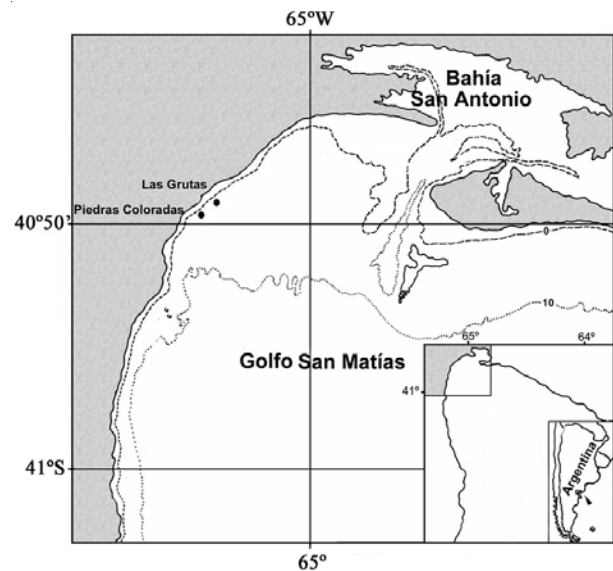 65ºW
Bahía
San Antonio
Las Grutas
Piedras Coloradas
40º50'
0
10
Golfo San Matías
65º
64º
41º
Argentina
41ºS
65º